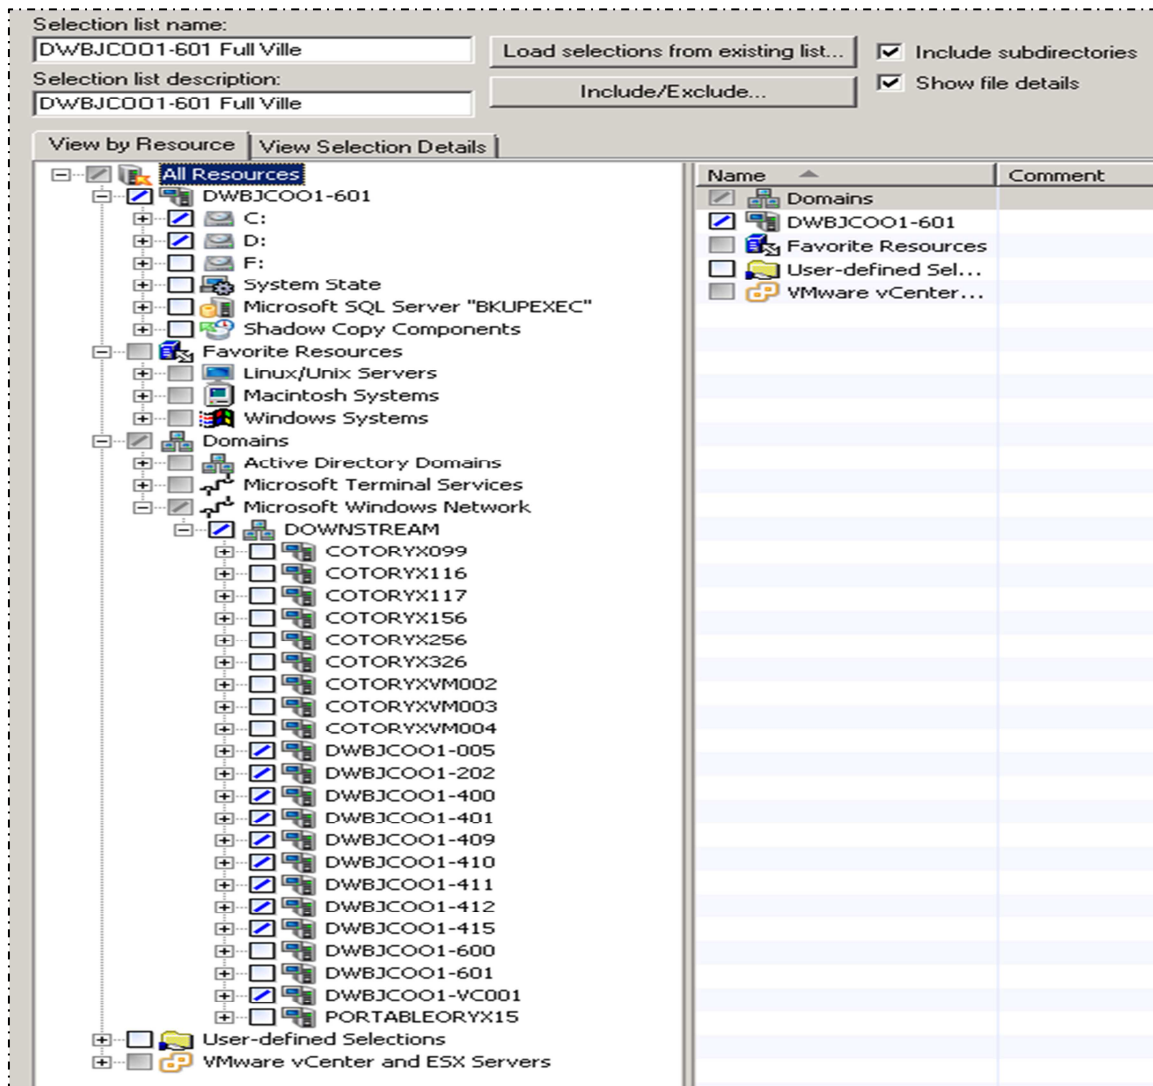 Selection list name:
DWBJCOO1-601 Full Ville
Load selections from existing list...
Include subdirectories
Selection list description:
DWBJCOO1-601 Full Ville
Include/Exclude...
Show file details
View by Resource
View Selection Details
All Resources
DWBJCOO1-601
C:
D:
F:
System State
Microsoft SQL Server "BKUPEXEC"
Shadow Copy Components
Favorite Resources
Linux/Unix Servers
Macintosh Systems
Windows Systems
Domains
Active Directory Domains
Microsoft Terminal Services
Microsoft Windows Network
DOWNSTREAM
COTORYX099
COTORYX116
COTORYX117
COTORYX156
COTORYX256
COTORYX326
COTORYXVM002
COTORYXVM003
COTORYXVM004
DWBJCOO1-005
DWBJCOO1-202
DWBJCOO1-400
DWBJCOO1-401
DWBJCOO1-409
DWBJCOO1-410
DWBJCOO1-411
DWBJCOO1-412
DWBJCOO1-415
DWBJCOO1-600
DWBJCOO1-601
DWBJCOO1-VC001
PORTABLEORYX15
User-defined Selections
VMware vCenter and ESX Servers
Name
Comment
Domains
DWBJCOO1-601
Favorite Resources
User-defined Sel...
VMware vCenter...